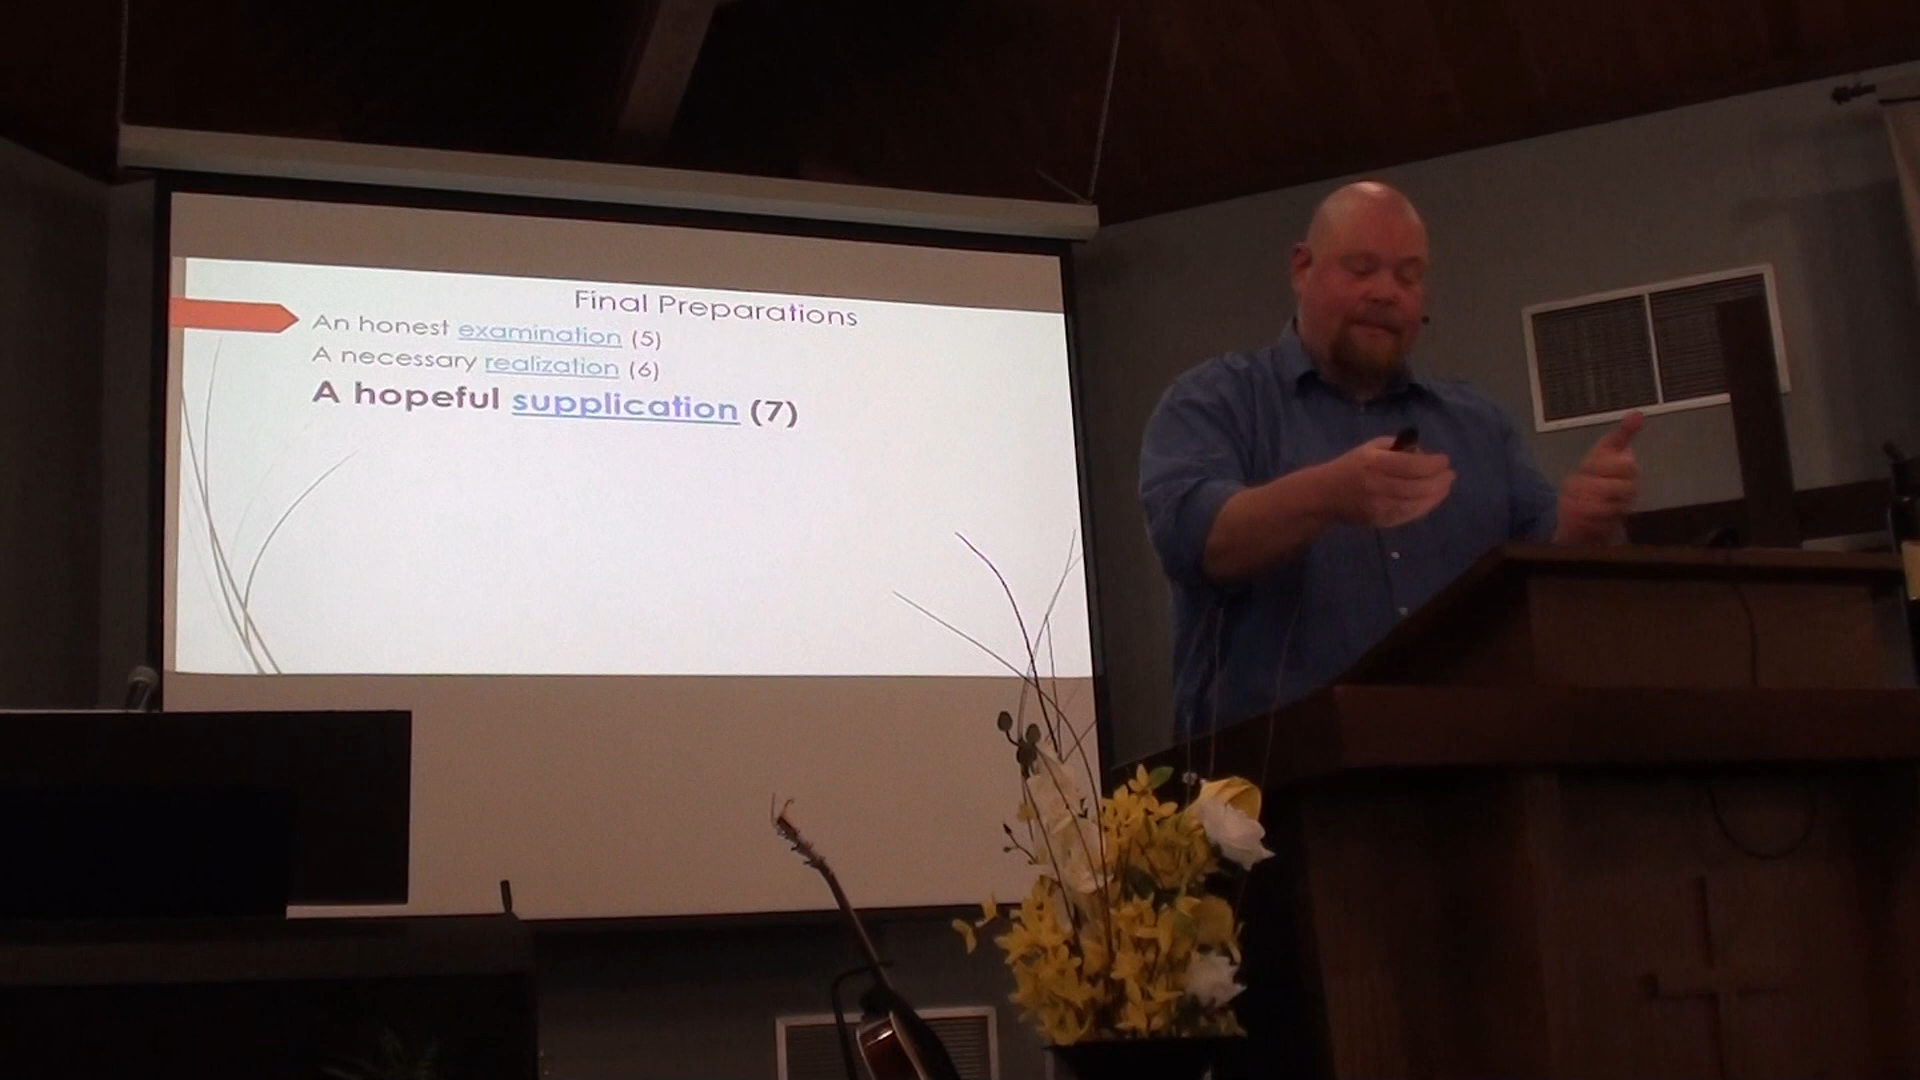 Final Preparations
An honest examination (5)
A necessary realization (6)
A hopeful supplication (7)